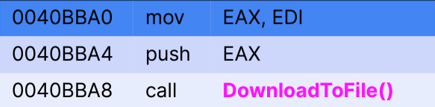 0040BBA0 mov EAX, EDI
0040BBA4 push EAX
0040BBA8 call DownloadToFile()